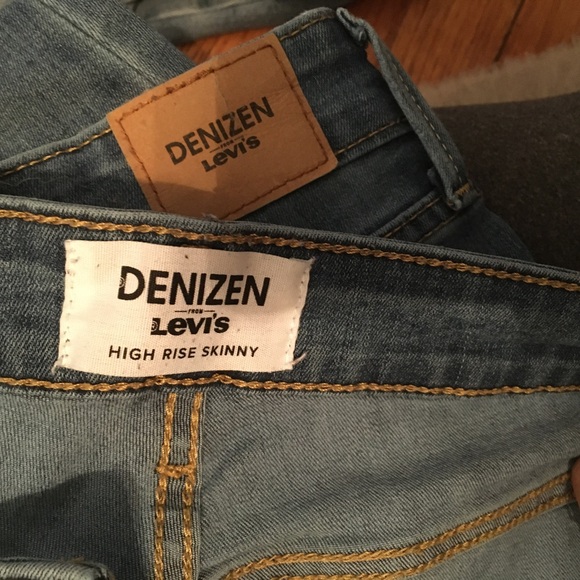 DENIZEN
FROM
Levi's
DENIZEN
FROM
Levi's
HIGH RISE SKINNY